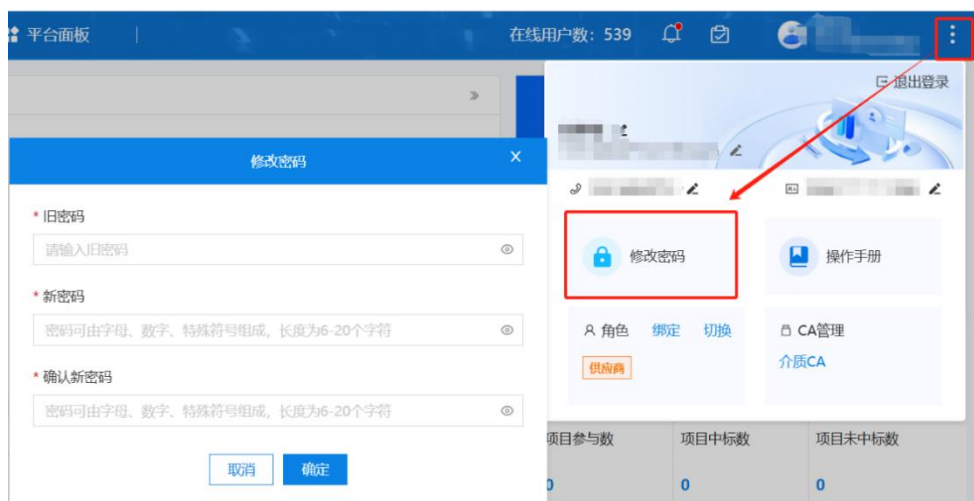 平台面板
在线用户数：539
退出登录
修改密码
* 旧密码
请输入旧密码
* 新密码
密码可由字母、数字、特殊符号组成，长度为6-20个字符
* 确认新密码
密码可由字母、数字、特殊符号组成，长度为6-20个字符
取消 确定
修改密码
操作手册
角色 绑定 切换
供应商
CA管理
介质CA
项目参与数 项目中标数 项目未中标数
0 0 0